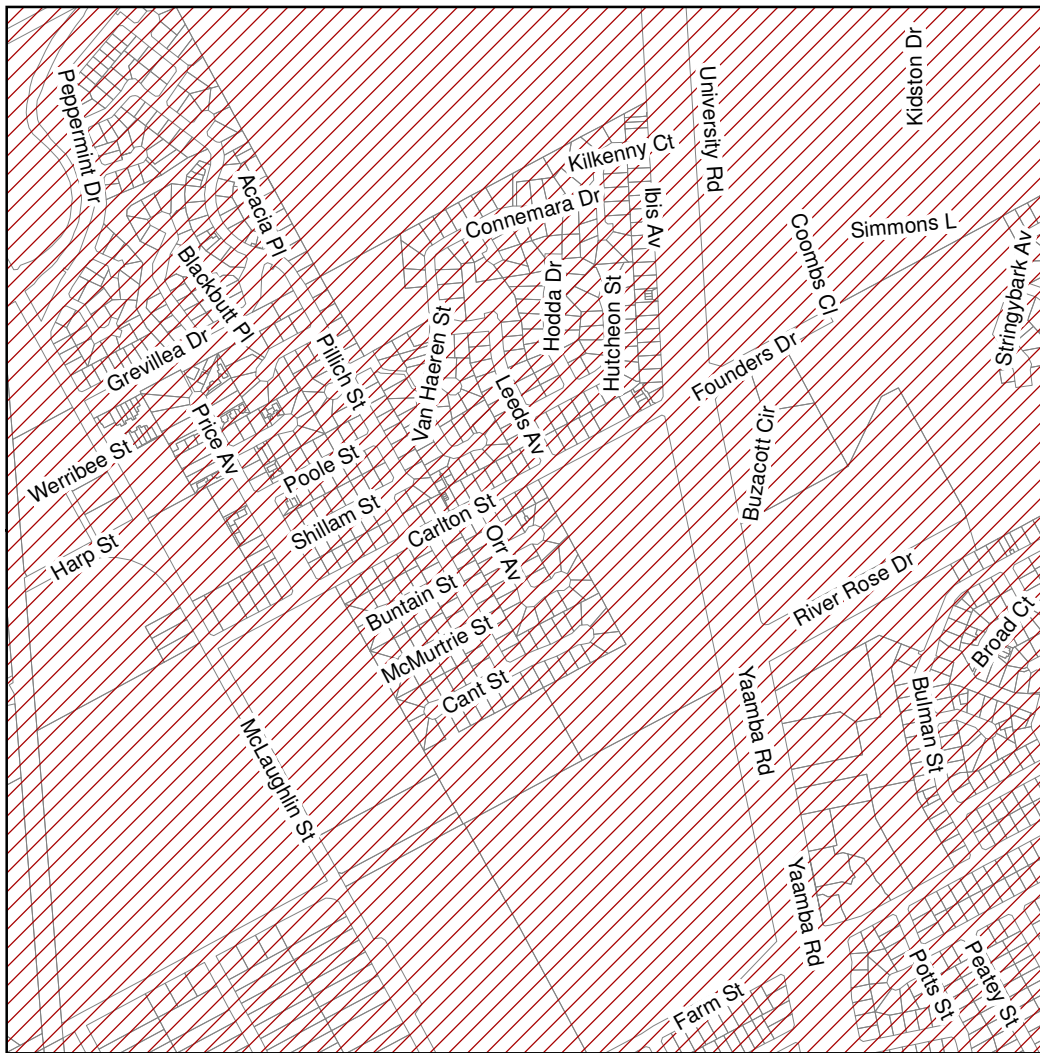 Kidston Dr
University Rd
Peppermint Dr
Kilkenny Ct
Acacia Pl
Connemara Dr
Ibis Av
Simmons L
Coombs Cl
Stringybark Av
Blackbutt Pl
Hodda Dr
Hutcheon St
Van Haeren St
Grevillea Dr
Pillich St
Founders Dr
Leeds Av
Price Av
Buzacott Cir
Werribee St
Poole St
Shillam St
Carlton St
Harp St
Orr Av
River Rose Dr
Buntain St
Broad Ct
McMurtrie St
Cant St
Yaamba Rd
Bulman St
McLaughlin St
Yaamba Rd
Potts St
Peatey St
Farm St